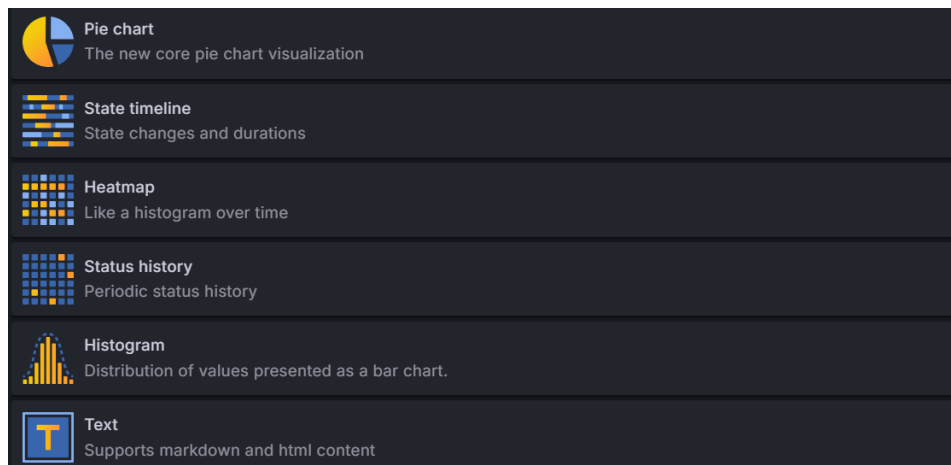 Pie chart
The new core pie chart visualization
State timeline
State changes and durations
Heatmap
Like a histogram over time
Status history
Periodic status history
Histogram
Distribution of values presented as a bar chart.
T
Text
Supports markdown and html content